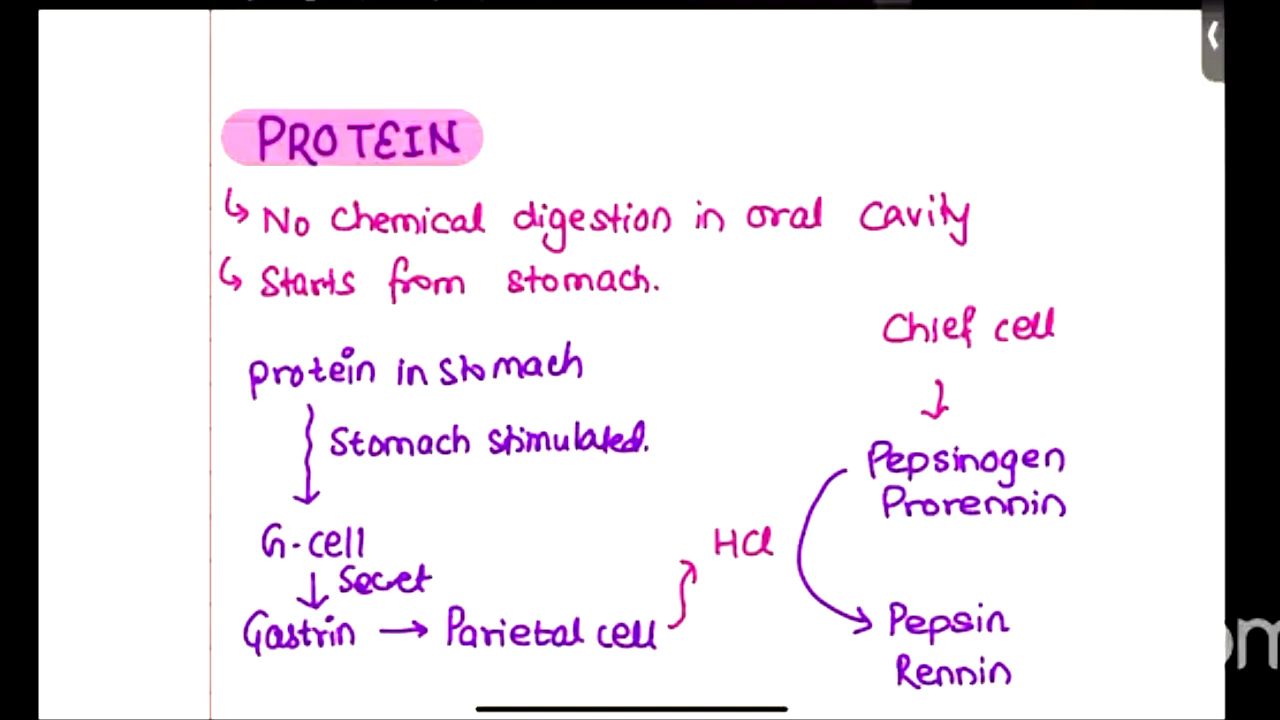 PROTEIN
↳ No chemical digestion in oral cavity
↳ Starts from stomach.
Chief cell
↓
protein in stomach
Stomach stimulated.
Pepsinogen
Prorennin
G-cell
HCl
↓ Secret
Gastrin → Parietal cell
Pepsin
Rennin